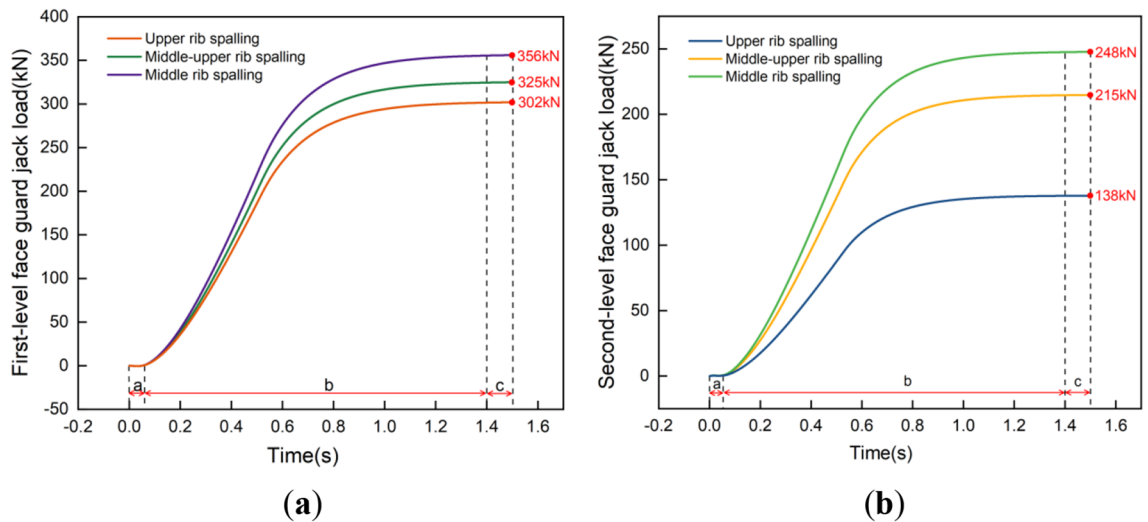 First-level face guard jack load(kN)
400
350
300
250
200
150
100
50
0
-50
Upper rib spalling
Middle-upper rib spalling
Middle rib spalling
356kN
325kN
302kN
a
b
c
-0.2 0.0 0.2 0.4 0.6 0.8 1.0 1.2 1.4 1.6
Time(s)
(a)
Second-level face guard jack load(kN)
250
200
150
100
50
0
Upper rib spalling
Middle-upper rib spalling
Middle rib spalling
248kN
215kN
138kN
a
b
c
-0.2 0.0 0.2 0.4 0.6 0.8 1.0 1.2 1.4 1.6
Time(s)
(b)